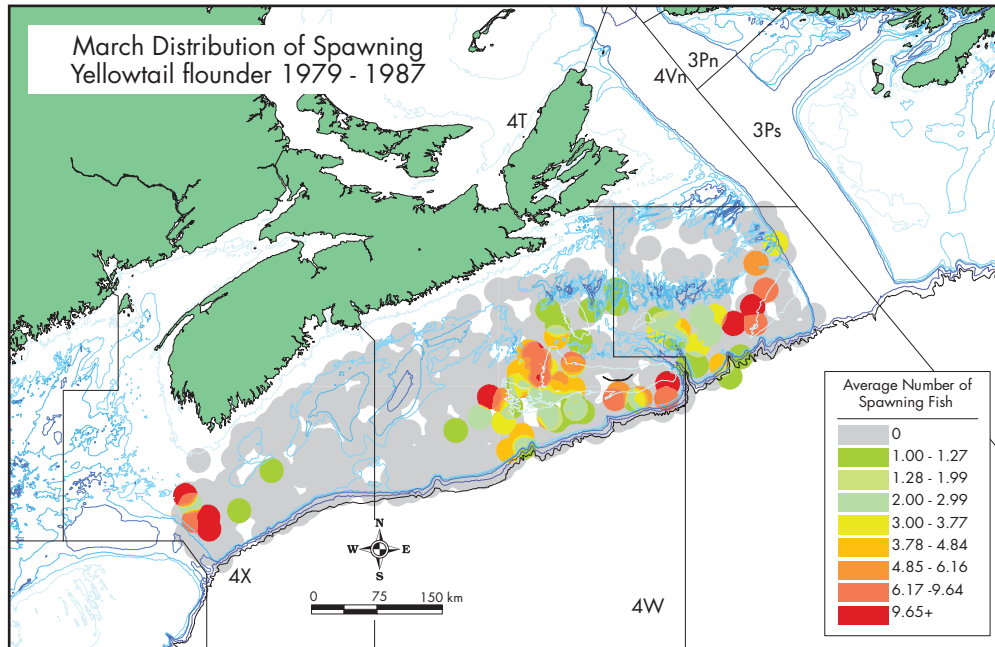 March Distribution of Spawning
Yellowtail flounder 1979 - 1987
4T
4Vn
3Pn
3Ps
4X
4W
N
W E
S
0 75 150 km
Average Number of
Spawning Fish
0
1.00 - 1.27
1.28 - 1.99
2.00 - 2.99
3.00 - 3.77
3.78 - 4.84
4.85 - 6.16
6.17 -9.64
9.65+